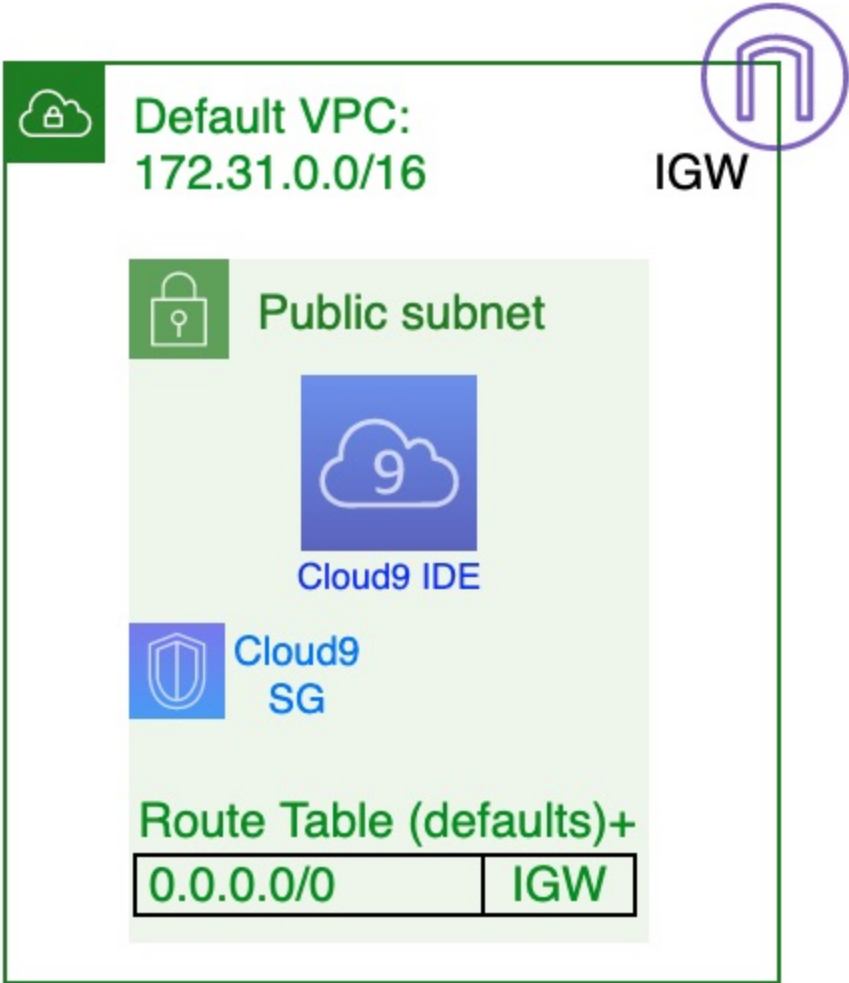 Default VPC:
172.31.0.0/16
IGW
Public subnet
9
Cloud9 IDE
Cloud9
SG
Route Table (defaults)+
0.0.0.0/0 IGW